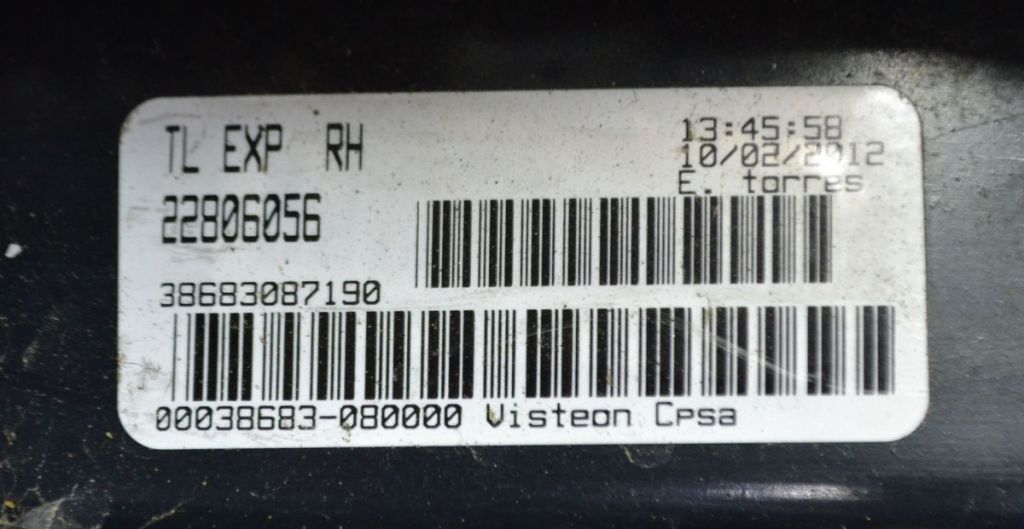 TL EXP RH
13:45:58
10/02/2012
E. torres
22806056
38683087190
00038683-080000 Visteon Cpsa